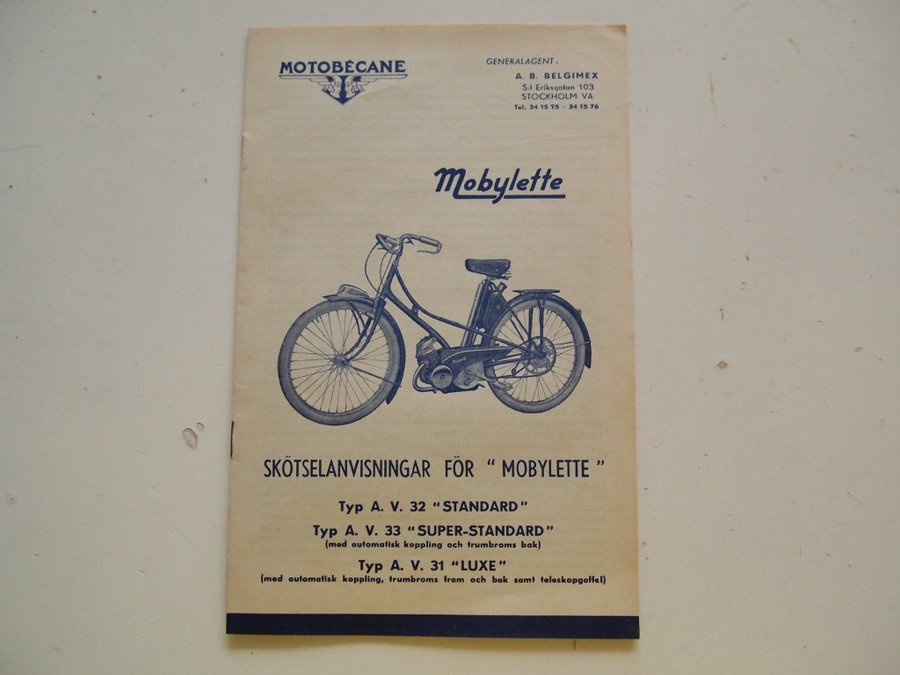 MOTOBÉCANE
GENERALAGENT:
A. B. BELGIMEX
S:t Eriksgatan 103
STOCKHOLM VA
Tel. 34 15 75 - 34 15 76
Mobylette
SKÖTSELANVISNINGAR FÖR “ MOBYLETTE ”
Typ A. V. 32 “STANDARD”
Typ A. V. 33 “SUPER-STANDARD”
(med automatisk koppling och trumbroms bak)
Typ A. V. 31 “LUXE”
(med automatisk koppling, trumbroms fram och bak samt teleskopgaffel)